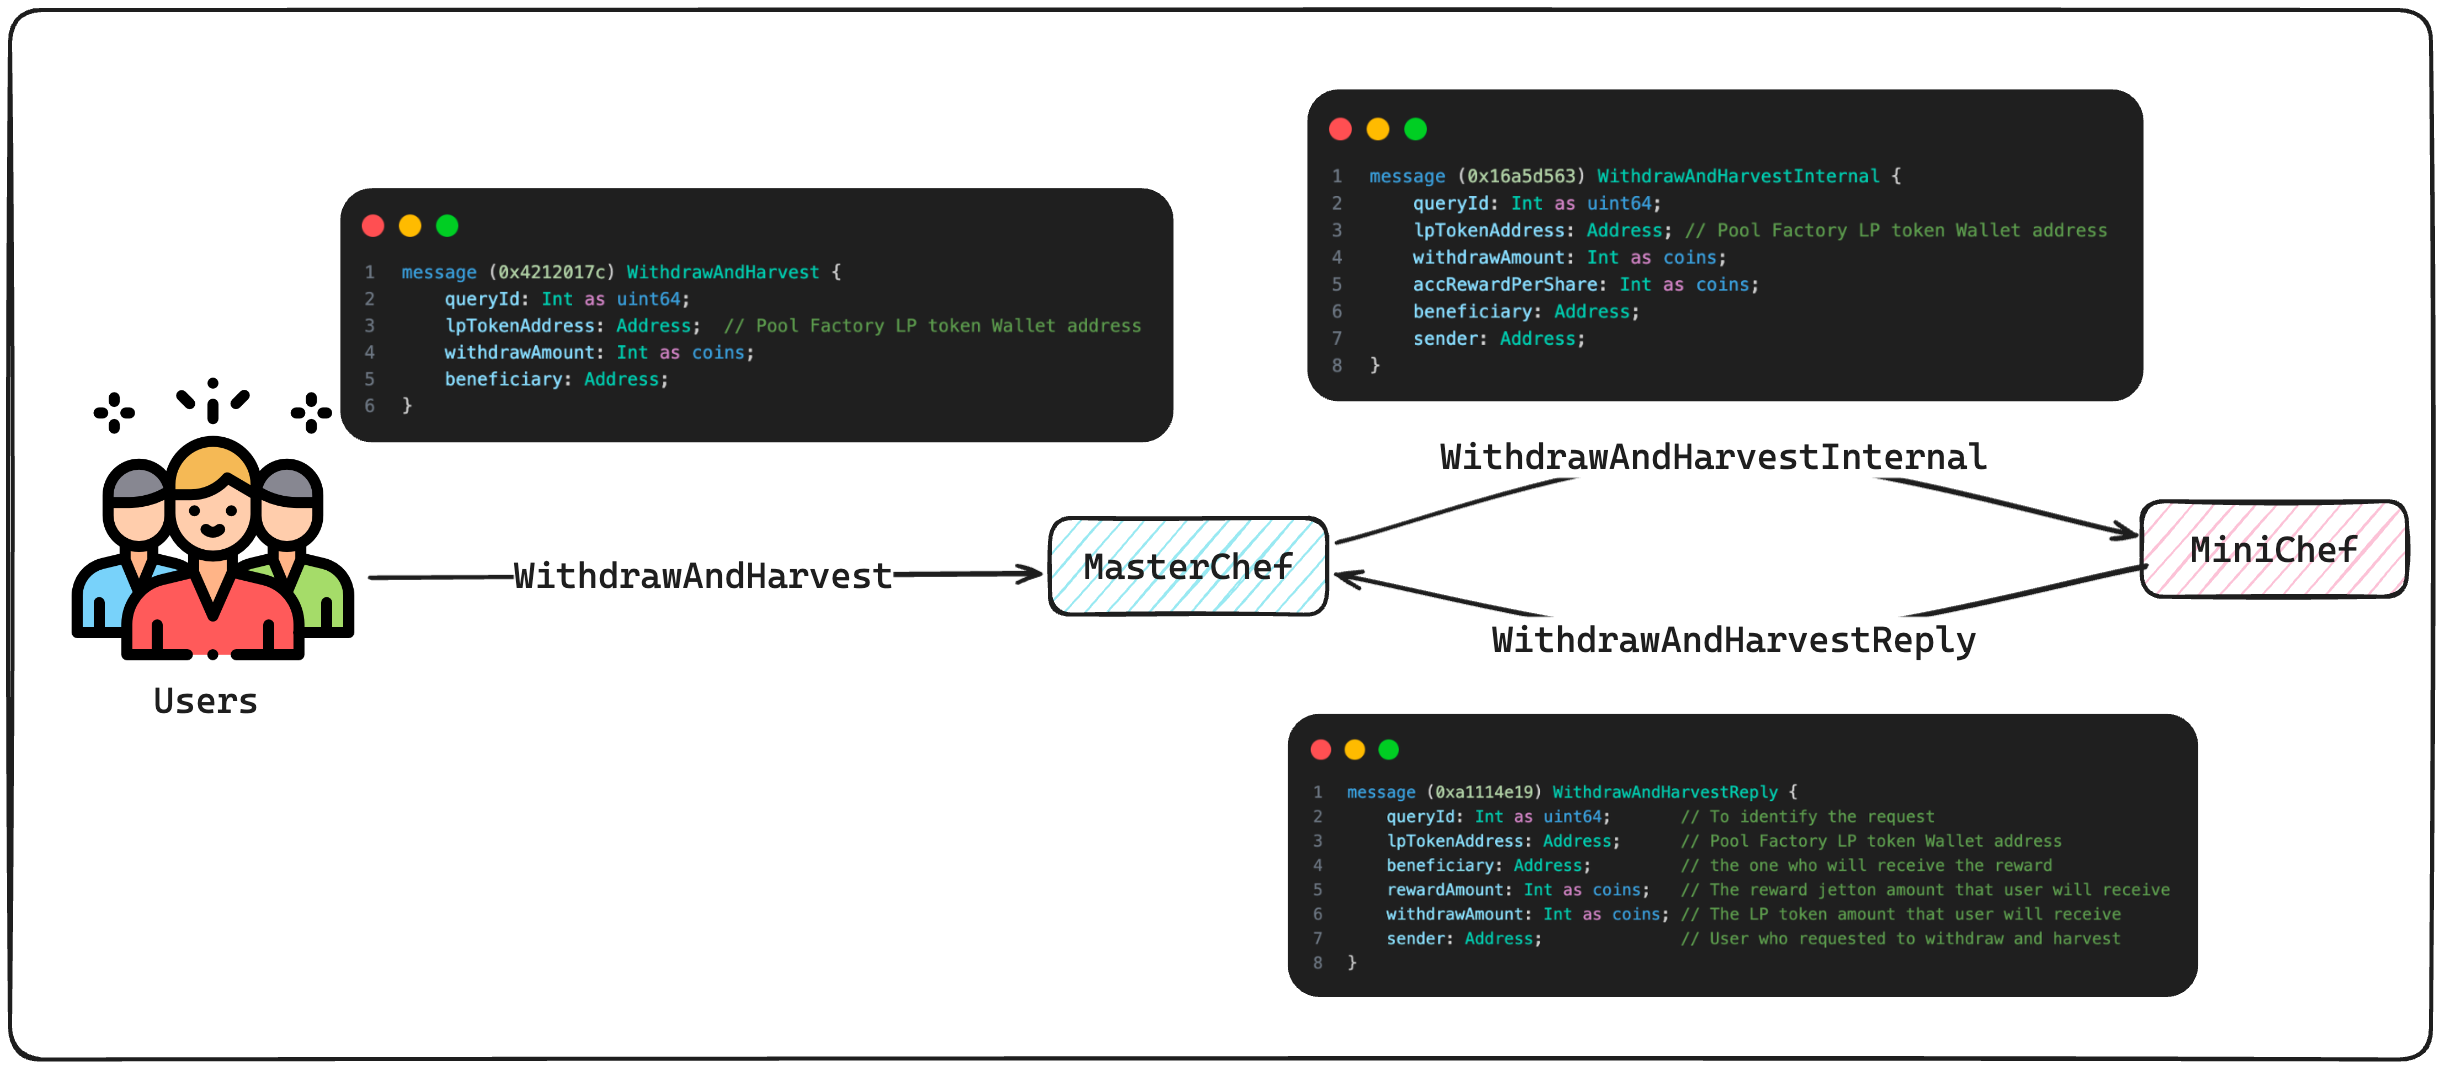 1 message (0x4212017c) WithdrawAndHarvest {
2 queryId: Int as uint64;
3 lpTokenAddress: Address; // Pool Factory LP token Wallet address
4 withdrawAmount: Int as coins;
5 beneficiary: Address;
6 }
Users
WithdrawAndHarvest
MasterChef
1 message (0x16a5d563) WithdrawAndHarvestInternal {
2 queryId: Int as uint64;
3 lpTokenAddress: Address; // Pool Factory LP token Wallet address
4 withdrawAmount: Int as coins;
5 accRewardPerShare: Int as coins;
6 beneficiary: Address;
7 sender: Address;
8 }
WithdrawAndHarvestInternal
MiniChef
WithdrawAndHarvestReply
1 message (0xa1114e19) WithdrawAndHarvestReply {
2 queryId: Int as uint64; // To identify the request
3 lpTokenAddress: Address; // Pool Factory LP token Wallet address
4 beneficiary: Address; // the one who will receive the reward
5 rewardAmount: Int as coins; // The reward jetton amount that user will receive
6 withdrawAmount: Int as coins; // The LP token amount that user will receive
7 sender: Address; // User who requested to withdraw and harvest
8 }